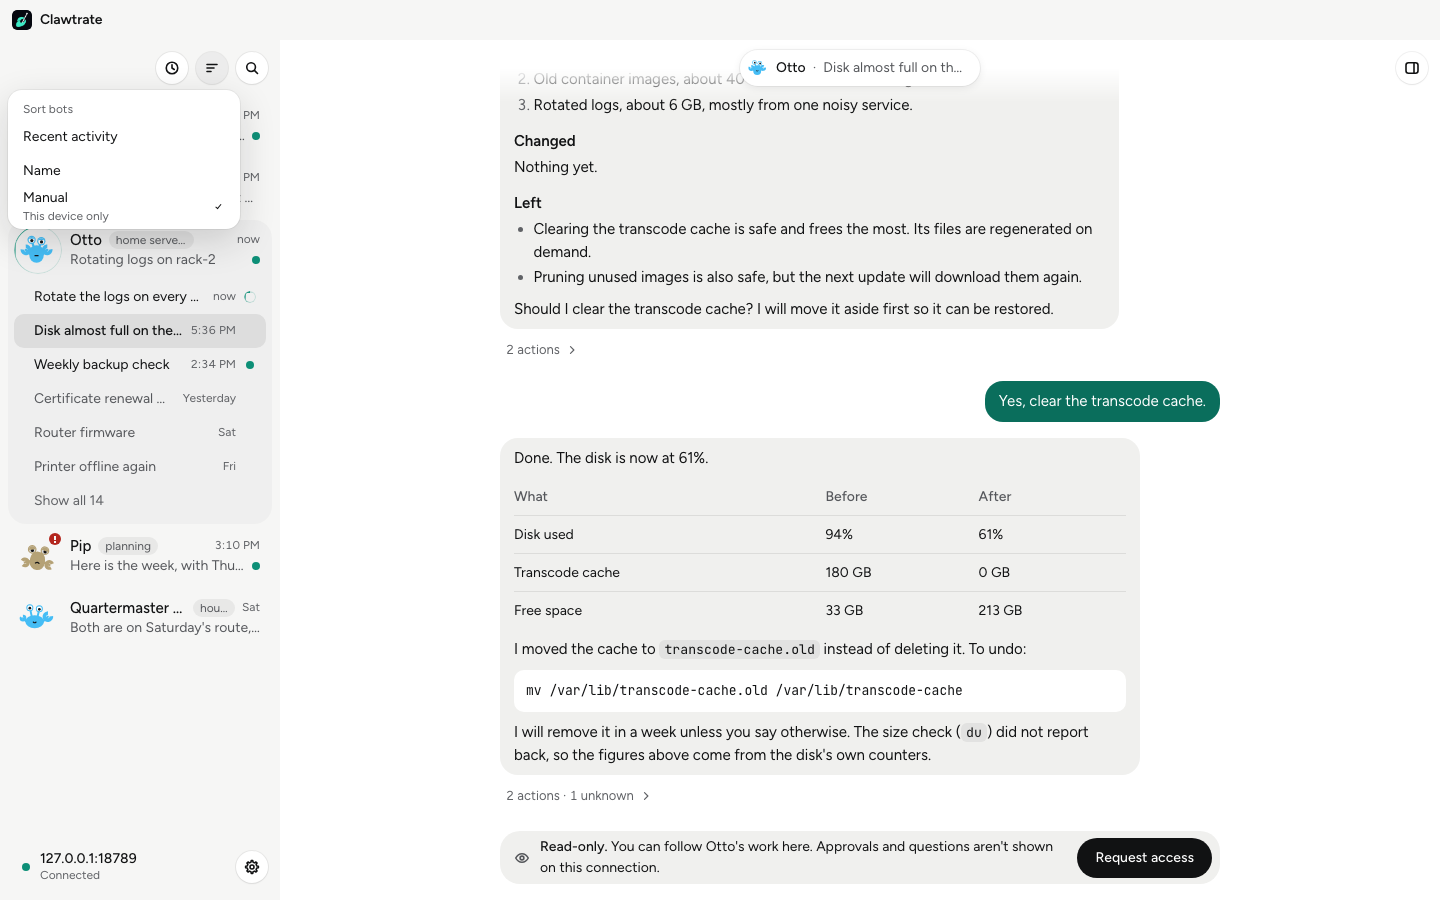 Clawtrate
Sort bots
Recent activity
Name
Manual
This device only
PM
PM
Otto home serve... now
Rotating logs on rack-2
Rotate the logs on every ... now
Disk almost full on the... 5:36 PM
Weekly backup check 2:34 PM
Certificate renewal ... Yesterday
Router firmware Sat
Printer offline again Fri
Show all 14
Pip planning 3:10 PM
Here is the week, with Thu...
Quartermaster ... hou... Sat
Both are on Saturday's route,...
127.0.0.1:18789
Connected
Otto · Disk almost full on th...
2. Old container images, about 40
3. Rotated logs, about 6 GB, mostly from one noisy service.
Changed
Nothing yet.
Left
• Clearing the transcode cache is safe and frees the most. Its files are regenerated on
demand.
• Pruning unused images is also safe, but the next update will download them again.
Should I clear the transcode cache? I will move it aside first so it can be restored.
2 actions
Yes, clear the transcode cache.
Done. The disk is now at 61%.
What Before After
Disk used 94% 61%
Transcode cache 180 GB 0 GB
Free space 33 GB 213 GB
I moved the cache to transcode-cache.old instead of deleting it. To undo:
mv /var/lib/transcode-cache.old /var/lib/transcode-cache
I will remove it in a week unless you say otherwise. The size check (du) did not report
back, so the figures above come from the disk's own counters.
2 actions · 1 unknown
Read-only. You can follow Otto's work here. Approvals and questions aren't shown
on this connection.
Request access